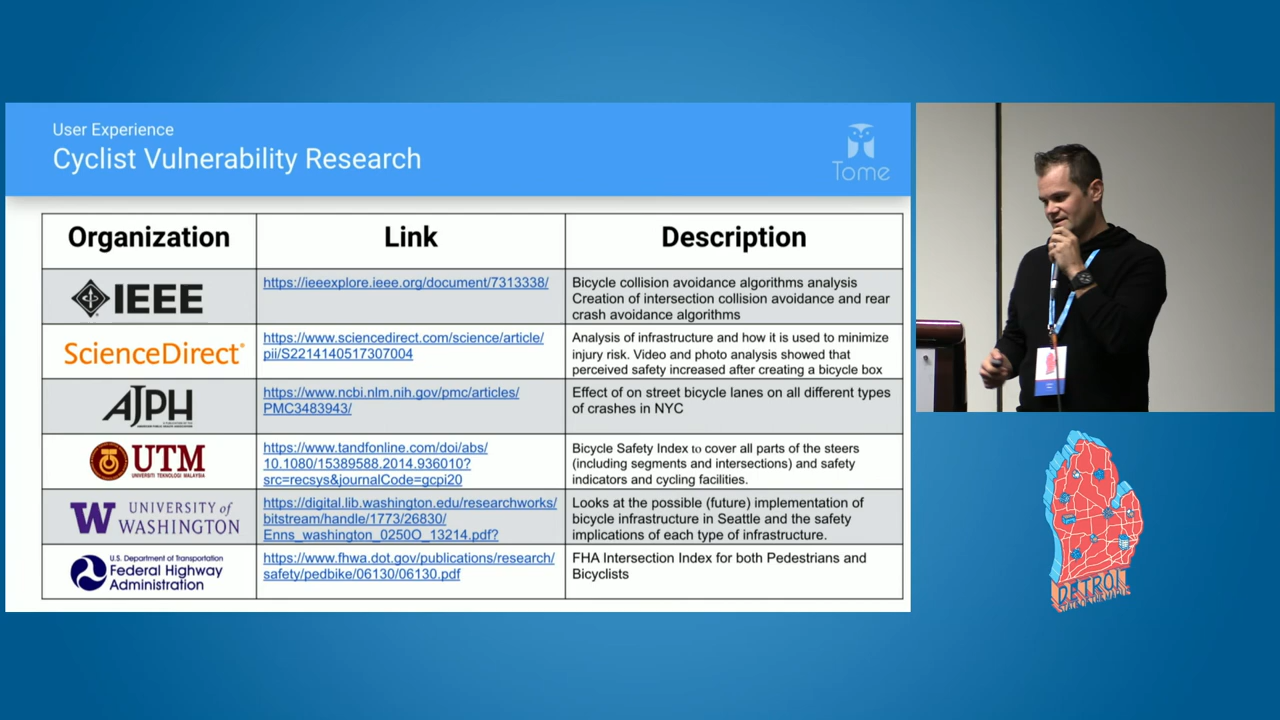 User Experience
Cyclist Vulnerability Research
Tome
Organization
Link
Description
IEEE
https://ieeexplore.ieee.org/document/7313338/
Bicycle collision avoidance algorithms analysis
Creation of intersection collision avoidance and rear
crash avoidance algorithms
ScienceDirect
https://www.sciencedirect.com/science/article/
pii/S2214140517307004
Analysis of infrastructure and how it is used to minimize
injury risk. Video and photo analysis showed that
perceived safety increased after creating a bicycle box
AJPH
https://www.ncbi.nlm.nih.gov/pmc/articles/
PMC3483943/
Effect of on street bicycle lanes on all different types
of crashes in NYC
UTM
UNIVERSITI TEKNOLOGI MALAYSIA
https://www.tandfonline.com/doi/abs/
10.1080/15389588.2014.936010?
src=recsys&journalCode=gcpi20
Bicycle Safety Index to cover all parts of the steers
(including segments and intersections) and safety
indicators and cycling facilities.
W UNIVERSITY of
WASHINGTON
https://digital.lib.washington.edu/researchworks/
bitstream/handle/1773/26830/
Enns_washington_0250O_13214.pdf?
Looks at the possible (future) implementation of
bicycle infrastructure in Seattle and the safety
implications of each type of infrastructure.
U.S. Department of Transportation
Federal Highway
Administration
https://www.fhwa.dot.gov/publications/research/
safety/pedbike/06130/06130.pdf
FHA Intersection Index for both Pedestrians and
Bicyclists
DETROIT
STATE OF THE MAP US